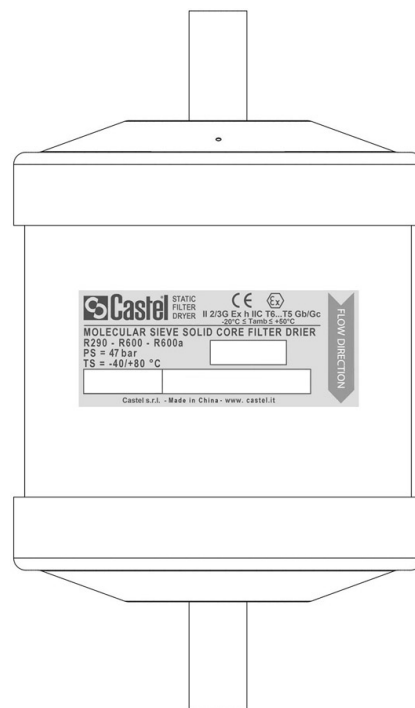 Castel
STATIC
FILTER
DRYER
CE Ex
II 2/3G Ex h IIC T6...T5 Gb/Gc
-20°C ≤ Tamb ≤ +50°C
MOLECULAR SIEVE SOLID CORE FILTER DRIER
R290 - R600 - R600a
PS = 47 bar
TS = -40/+80 °C
Castel s.r.l. - Made in China - www. castel.it
FLOW DIRECTION